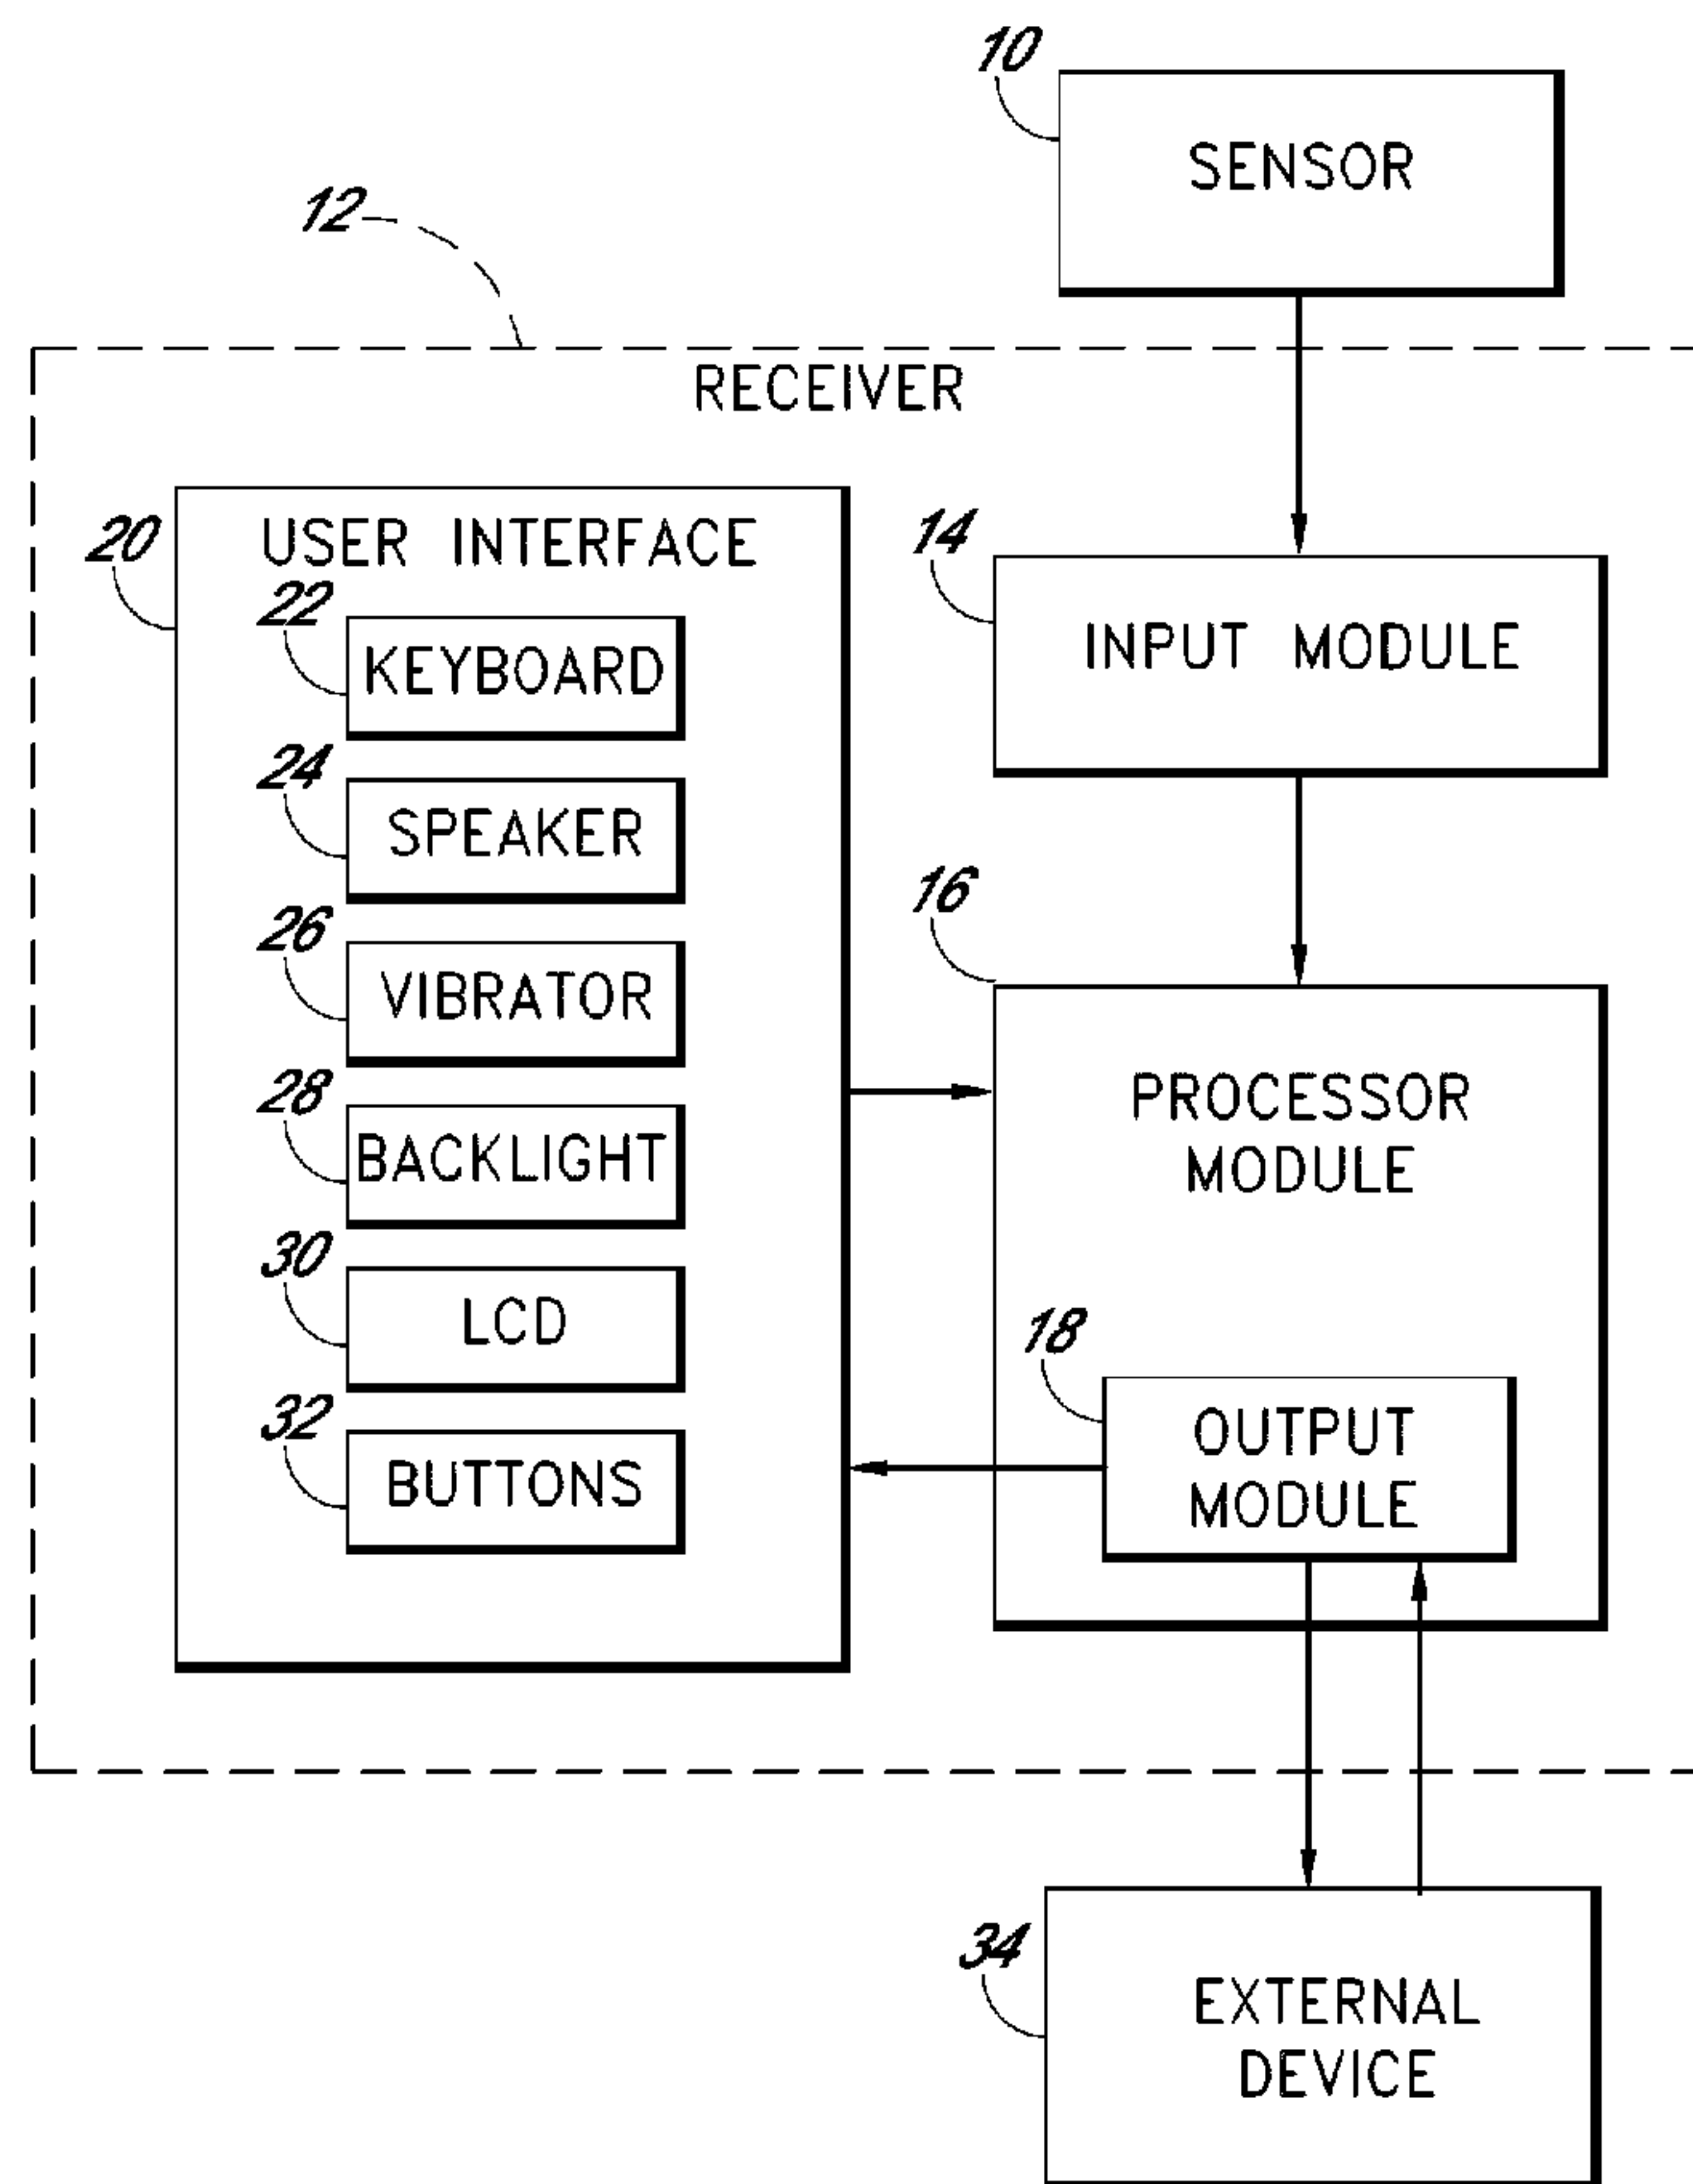 10
SENSOR
12
RECEIVER
20
USER INTERFACE
14
INPUT MODULE
22
KEYBOARD
24
SPEAKER
26
VIBRATOR
28
BACKLIGHT
30
LCD
32
BUTTONS
16
PROCESSOR
MODULE
18
OUTPUT
MODULE
34
EXTERNAL
DEVICE